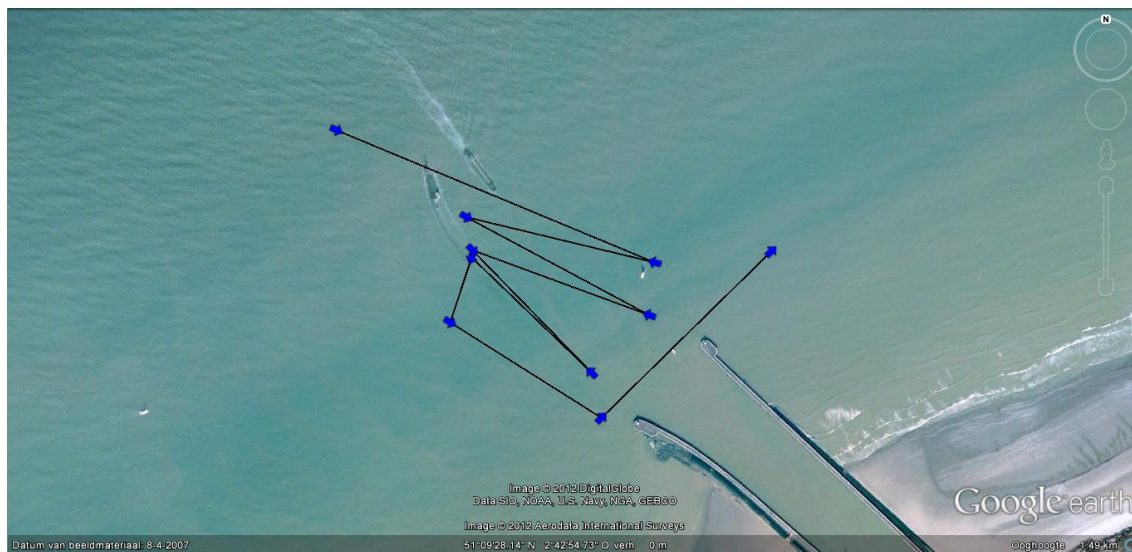 N
Image © 2012 DigitalGlobe
Data SIO, NOAA, U.S. Navy, NGA, GEBCO
Image © 2012 Aerodata International Surveys
Google earth
Datum van beeldmateriaal: 8-4-2007 51°09'28.14" N 2°42'54.73" O verh 0 m Ooghoogte 1.49 km